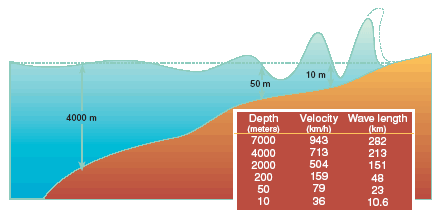 10 m
50 m
4000 m
Depth Velocity Wave length
(meters) (km/h) (km)
7000 943 282
4000 713 213
2000 504 151
200 159 48
50 79 23
10 36 10.6